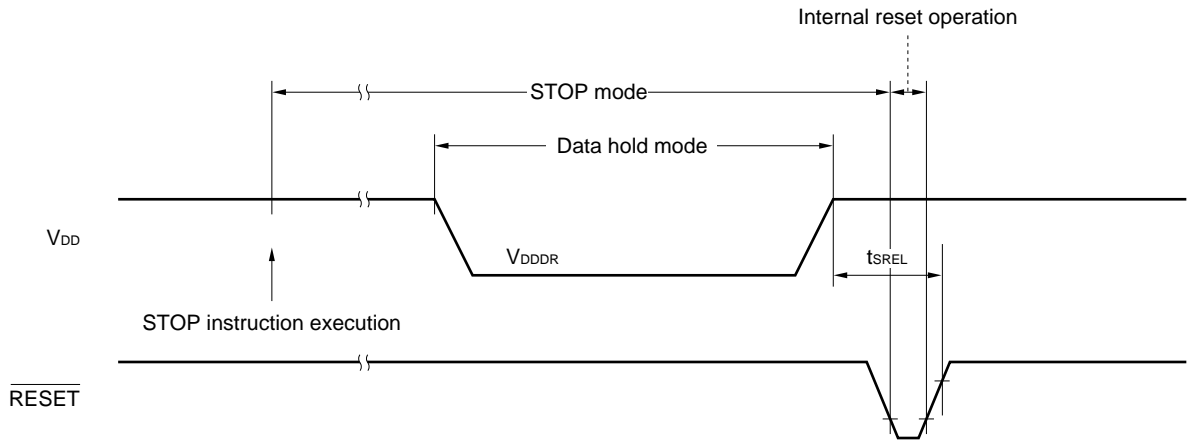 Internal reset operation
STOP mode
Data hold mode
VDD
VDDDR
tSREL
STOP instruction execution
RESET